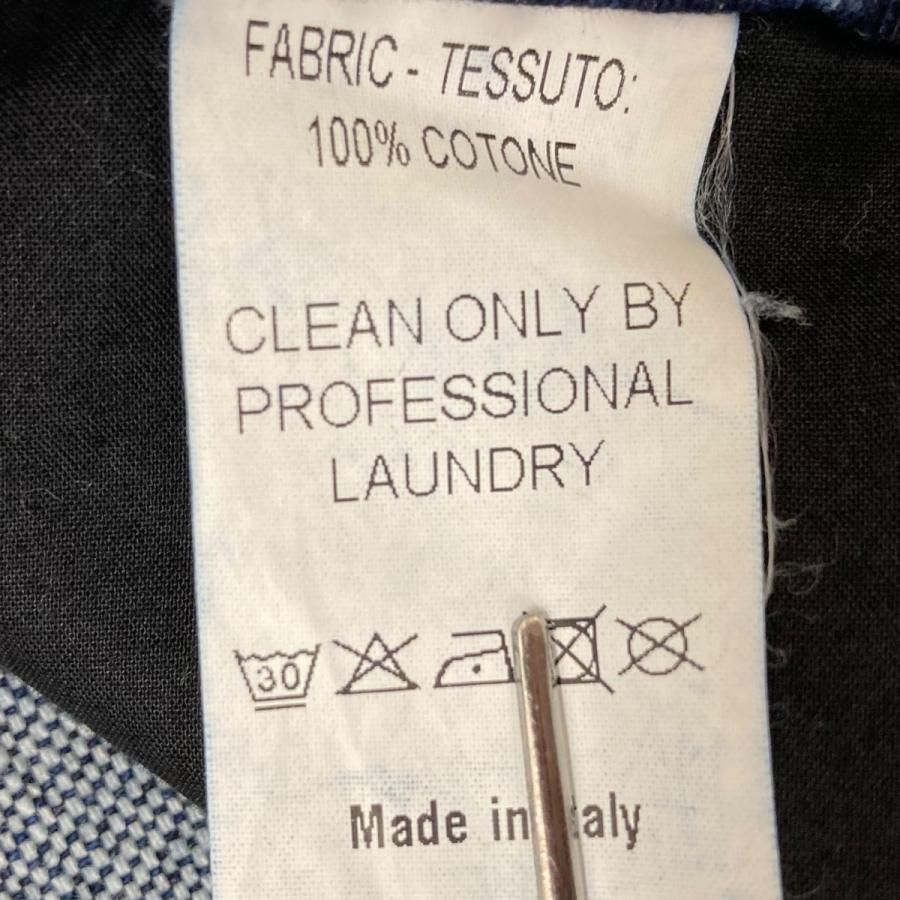 FABRIC - TESSUTO:
100% COTONE
CLEAN ONLY BY
PROFESSIONAL
LAUNDRY
30
Made in